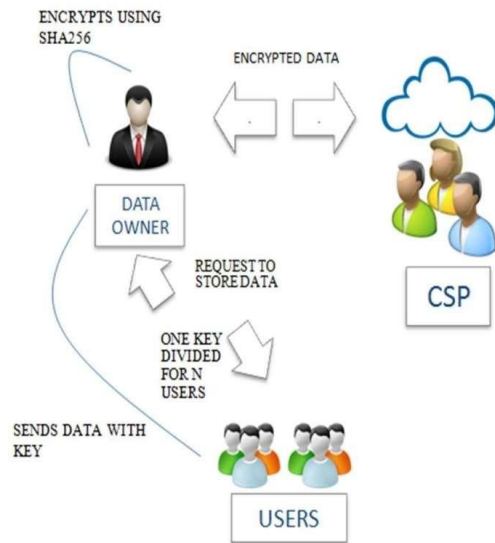 ENCRYPTS USING
SHA256
ENCRYPTED DATA
DATA
OWNER
CSP
REQUEST TO
STORE DATA
ONE KEY
DIVIDED
FOR N
USERS
SENDS DATA WITH
KEY
USERS